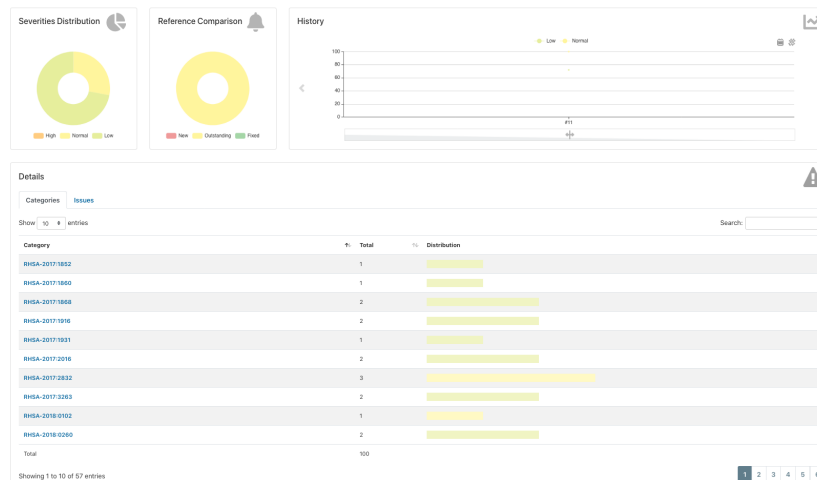 Severities Distribution
Reference Comparison
History
High Normal Low
New Outstanding Fixed
Low Normal
100
80
60
40
20
0
#11
Details
Categories Issues
Show 10 entries
Search:
Category Total Distribution
RHSA-2017:1852 1
RHSA-2017:1860 1
RHSA-2017:1868 2
RHSA-2017:1916 2
RHSA-2017:1931 1
RHSA-2017:2016 2
RHSA-2017:2832 3
RHSA-2017:3263 2
RHSA-2018:0102 1
RHSA-2018:0260 2
Total 100
Showing 1 to 10 of 57 entries
1 2 3 4 5